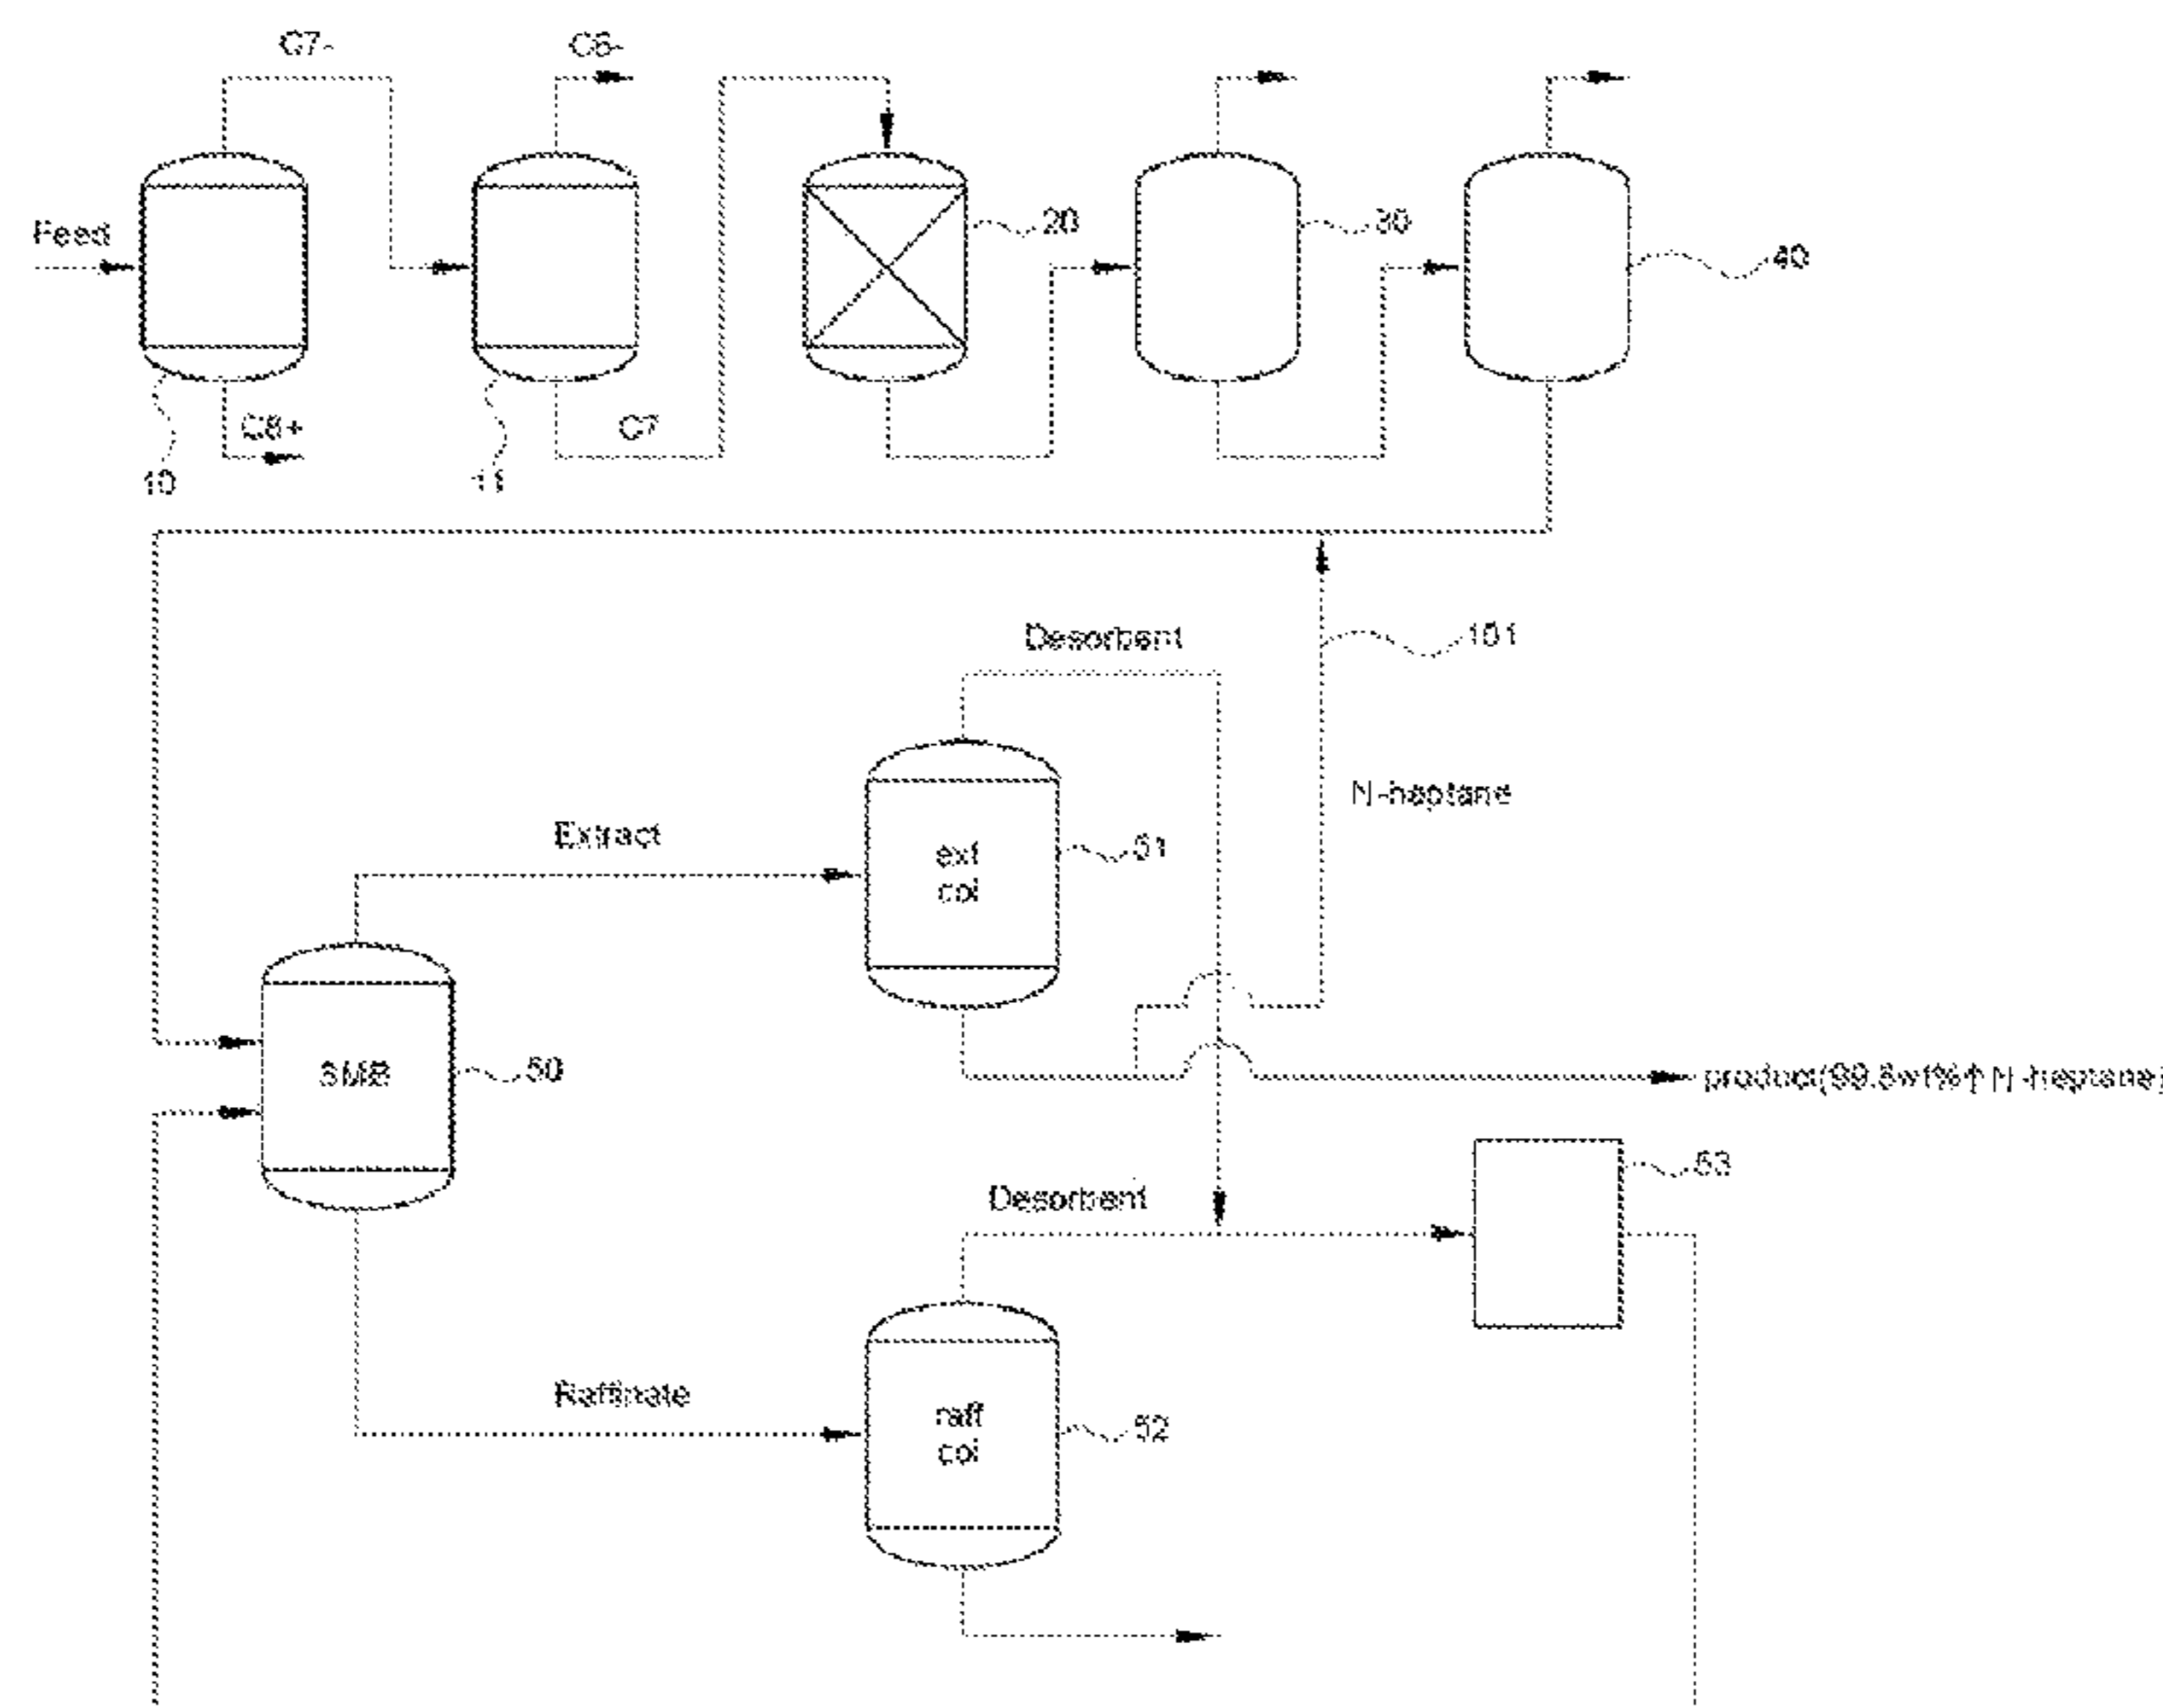 C7-
C6-
Feed
20
30
40
C8+
C7
10
11
Desorbent
101
N-heptane
Extract
ext
col
51
SMB
50
product(99.5wt%↑ N-heptane)
53
Desorbent
Raffinate
raff
col
52